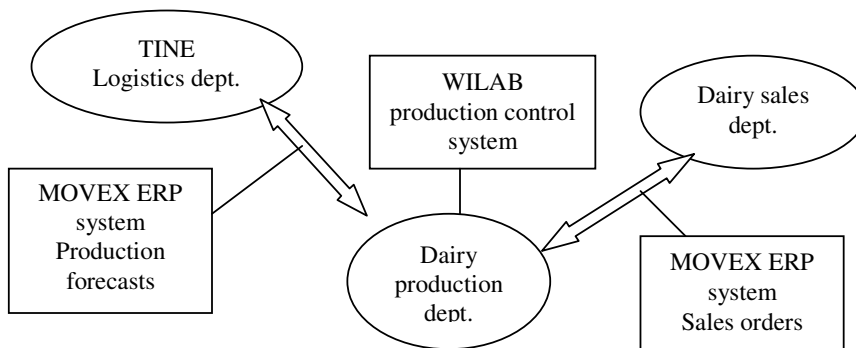 TINE
Logistics dept.
WILAB
production control
system
Dairy sales
dept.
MOVEX ERP
system
Production
forecasts
Dairy
production
dept.
MOVEX ERP
system
Sales orders